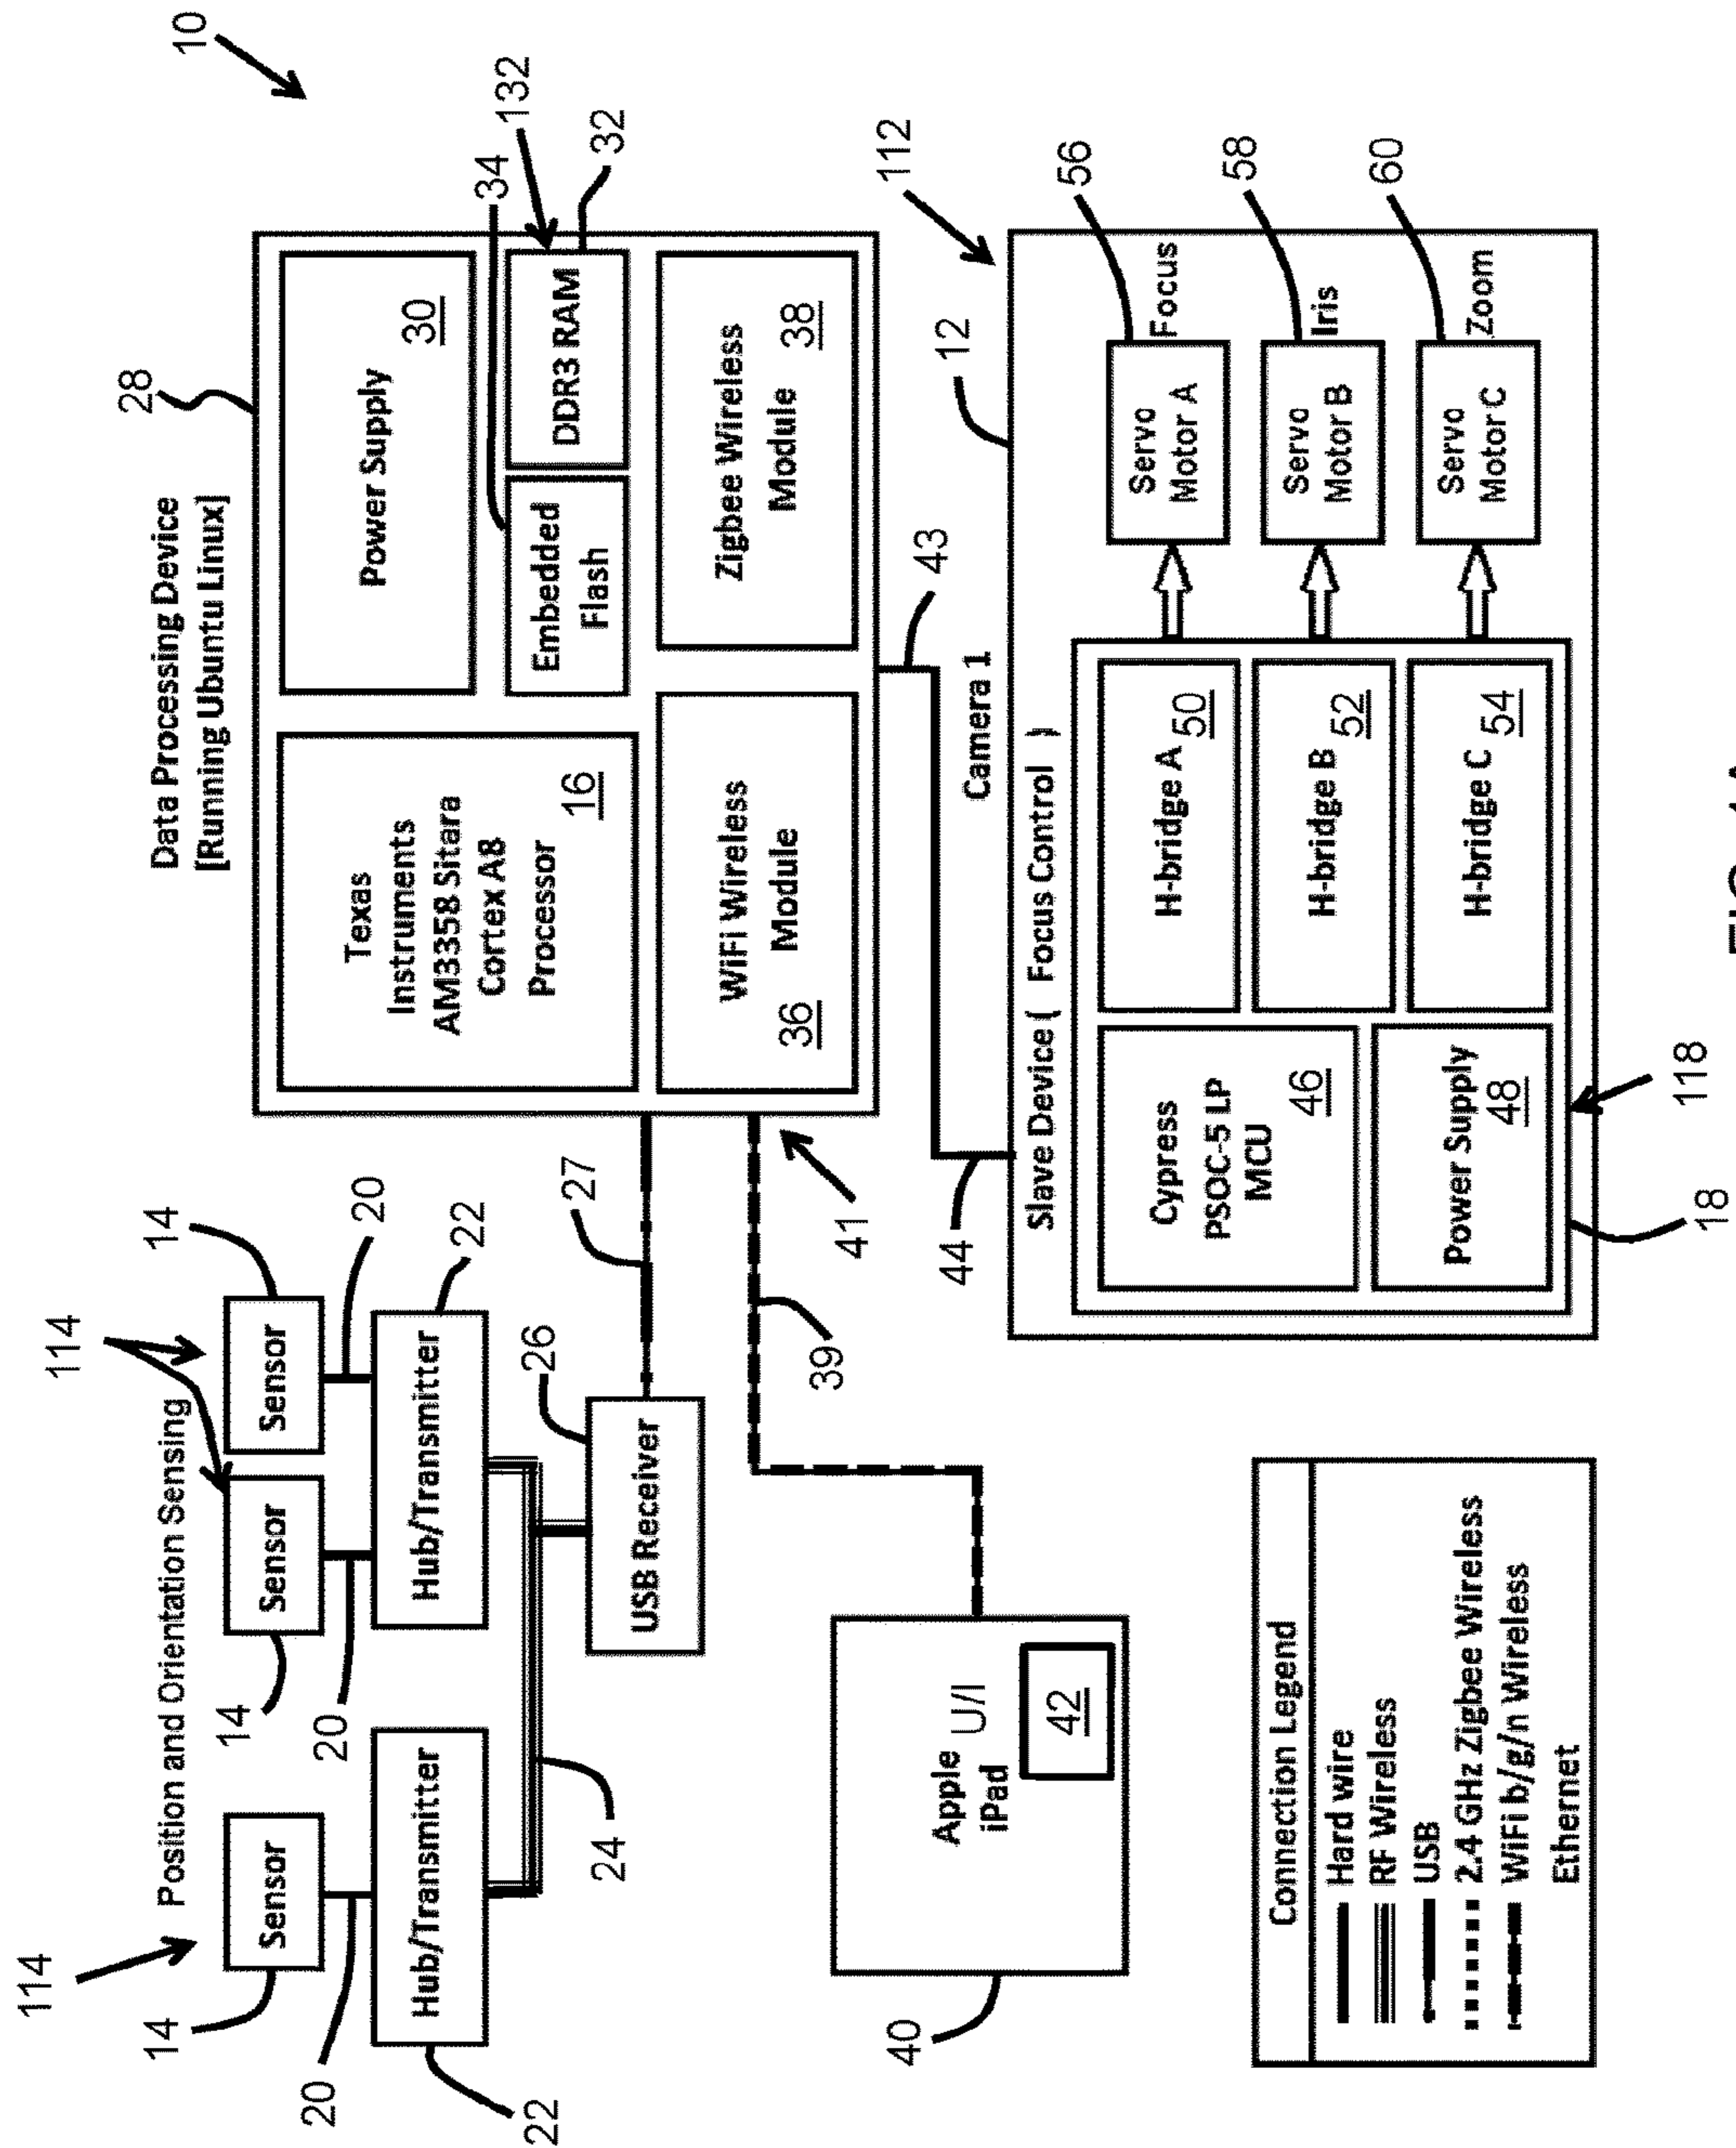 10
114
Position and Orientation Sensing
114
14
Sensor
14
Sensor
14
Sensor
20
20
20
22
Hub/Transmitter
Hub/Transmitter
22
24
26
USB Receiver
27
Data Processing Device
[Running Ubuntu Linux]
28
Texas
Instruments
AM3358 Sitara
Cortex A8
Processor
16
Power Supply
30
34
132
32
Embedded
Flash
DDR3 RAM
WiFi Wireless
Module
36
Zigbee Wireless
Module
38
39
41
40
Apple
iPad
U/I
42
43
44
Camera 1
12
112
Slave Device ( Focus Control )
Cypress
PSOC-5 LP
MCU
46
Power Supply
48
H-bridge A
50
H-bridge B
52
H-bridge C
54
Servo
Motor A
Focus
56
Servo
Motor B
Iris
58
Servo
Motor C
Zoom
60
118
18
Connection Legend
Hard wire
RF Wireless
USB
2.4 GHz Zigbee Wireless
WiFi b/g/n Wireless
Ethernet